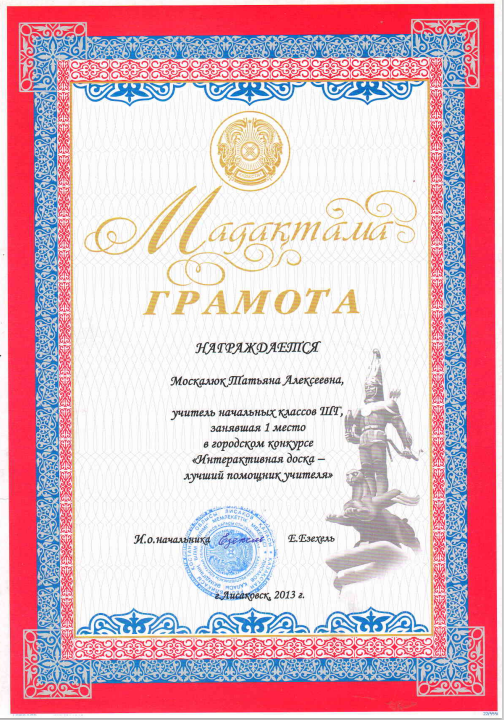 Мадақтама
ГРАМОТА
НАГРАЖДАЕТСЯ
Москалюк Татьяна Алексеевна,
учитель начальных классов ШГ,
занявшая 1 место
в городском конкурсе
«Интерактивная доска –
лучший помощник учителя»
И.о.начальника Е.Езехель
г.Лисаковск, 2013 г.